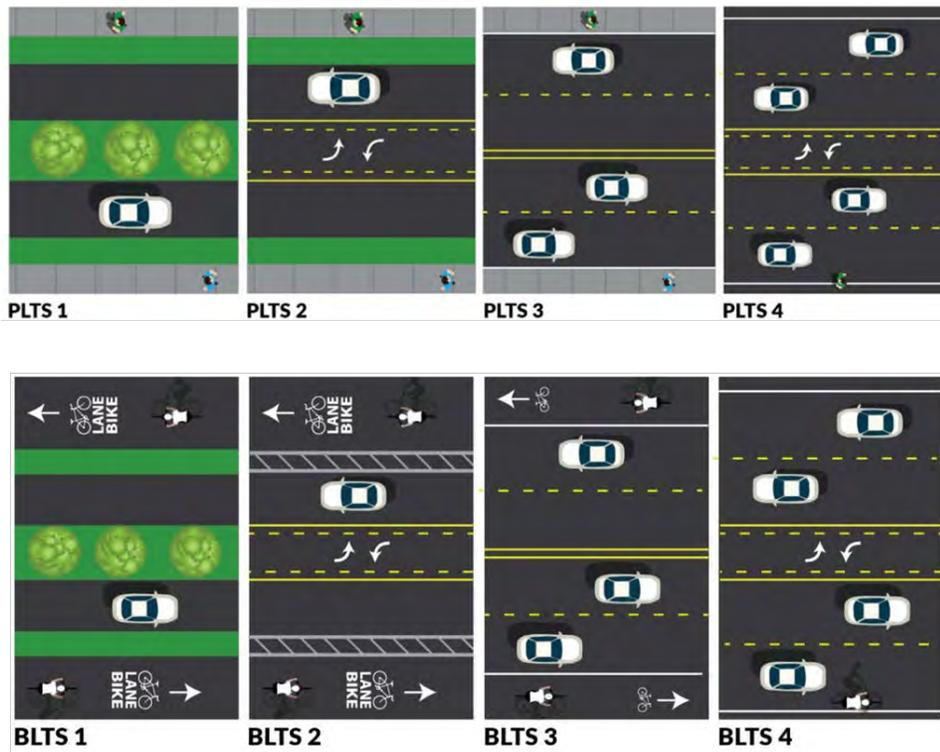 PLTS 1
PLTS 2
PLTS 3
PLTS 4
LANE
BIKE
LANE
BIKE
LANE
BIKE
LANE
BIKE
BLTS 1
BLTS 2
BLTS 3
BLTS 4